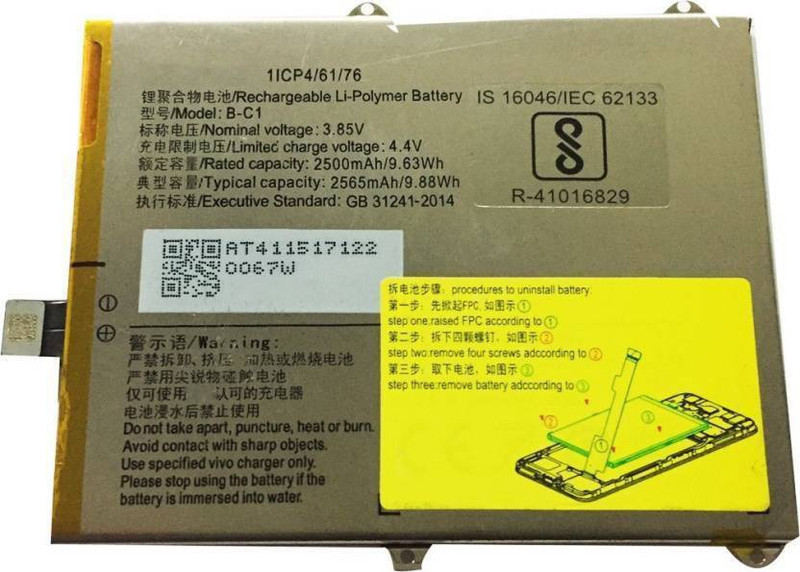 1ICP4/61/76
锂聚合物电池/Rechargeable Li-Polymer Battery
型号/Model: B-C1
标称电压/Nominal voltage: 3.85V
充电限制电压/Limited charge voltage: 4.4V
额定容量/Rated capacity: 2500mAh/9.63Wh
典型容量/Typical capacity: 2565mAh/9.88Wh
执行标准/Executive Standard: GB 31241-2014
IS 16046/IEC 62133
R-41016829
AT411517122
0067W
警示语/Warning:
严禁拆卸、挤压、加热或燃烧电池
严禁用尖锐物碰触电池
仅可使用 认可的充电器
电池浸水后禁止使用
Do not take apart, puncture, heat or burn.
Avoid contact with sharp objects.
Use specified vivo charger only.
Please stop using the battery if the
battery is immersed into water.
拆电池步骤: procedures to uninstall battery:
第一步: 先掀起FPC, 如图示①
step one:raised FPC according to ①
第二步: 拆下四颗螺钉, 如图示②
step two:remove four screws adccording to ②
第三步: 取下电池, 如图示③
step three:remove battery adccording to ③
②
①
③